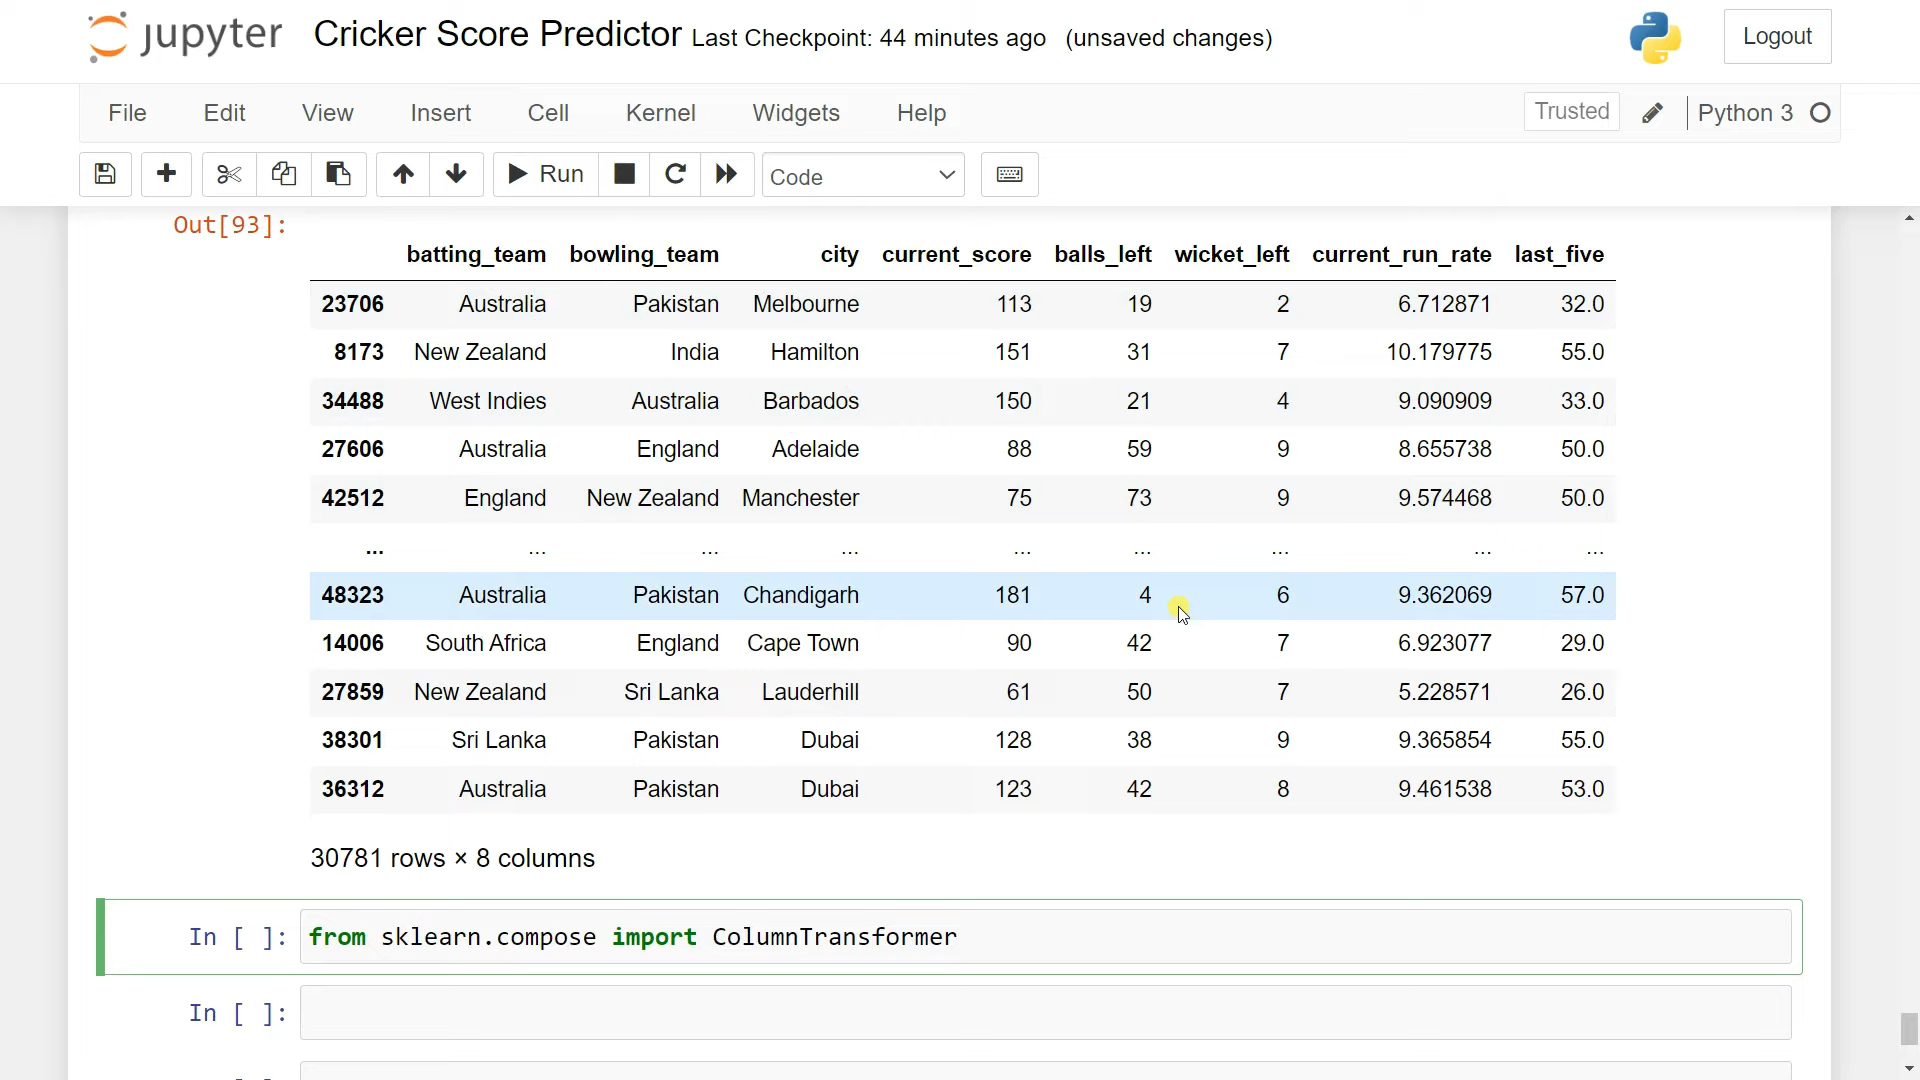 jupyter Cricker Score Predictor Last Checkpoint: 44 minutes ago (unsaved changes) Logout
File Edit View Insert Cell Kernel Widgets Help Trusted Python 3
Run Code
Out[93]:
batting_team bowling_team city current_score balls_left wicket_left current_run_rate last_five
23706 Australia Pakistan Melbourne 113 19 2 6.712871 32.0
8173 New Zealand India Hamilton 151 31 7 10.179775 55.0
34488 West Indies Australia Barbados 150 21 4 9.090909 33.0
27606 Australia England Adelaide 88 59 9 8.655738 50.0
42512 England New Zealand Manchester 75 73 9 9.574468 50.0
... ... ... ... ... ... ... ... ...
48323 Australia Pakistan Chandigarh 181 4 6 9.362069 57.0
14006 South Africa England Cape Town 90 42 7 6.923077 29.0
27859 New Zealand Sri Lanka Lauderhill 61 50 7 5.228571 26.0
38301 Sri Lanka Pakistan Dubai 128 38 9 9.365854 55.0
36312 Australia Pakistan Dubai 123 42 8 9.461538 53.0
30781 rows × 8 columns
In [ ]: from sklearn.compose import ColumnTransformer
In [ ]: